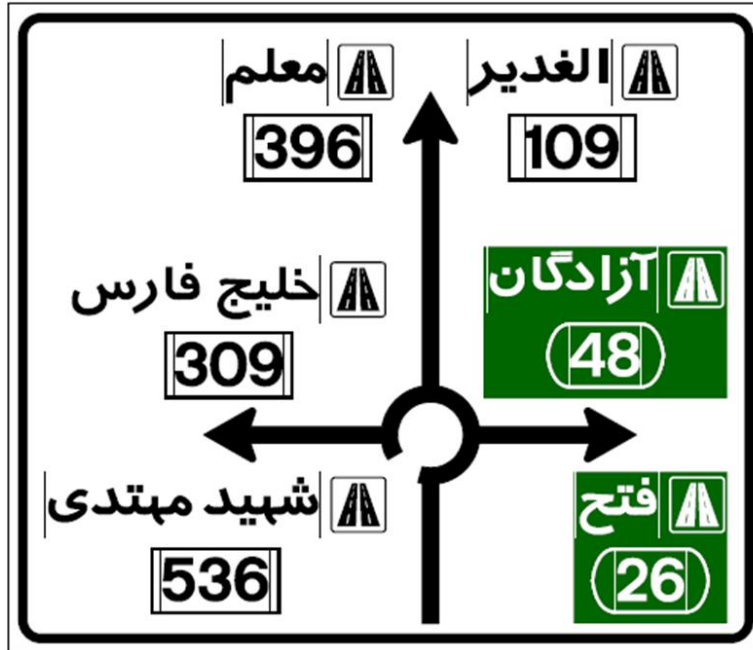 الغدیر
109
معلم
396
آزادگان
48
خلیج فارس
309
فتح
26
شهید مهتدی
536